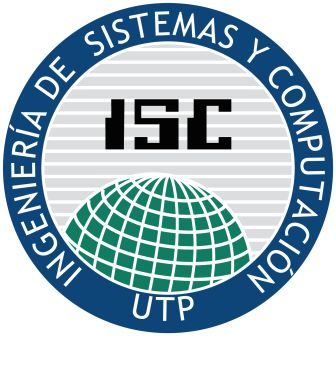 INGENIERÍA DE SISTEMAS Y COMPUTACIÓN
ISC
UTP